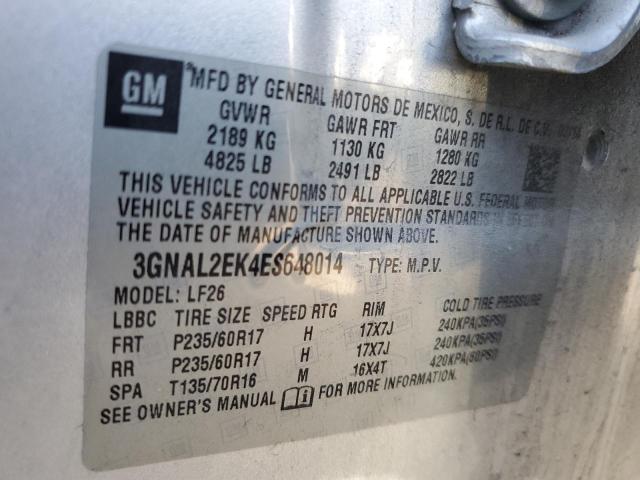 GM
MFD BY GENERAL MOTORS DE MEXICO, S. DE R.L. DE C.V.
GVWR GAWR FRT GAWR RR
2189 KG 1130 KG 1280 KG
4825 LB 2491 LB 2822 LB
THIS VEHICLE CONFORMS TO ALL APPLICABLE U.S. FEDERAL MOTOR
VEHICLE SAFETY AND THEFT PREVENTION STANDARDS IN EFFECT ON
THE DATE OF MANUFACTURE SHOWN ABOVE.
3GNAL2EK4ES648014 TYPE: M.P.V.
MODEL: LF26
LBBC TIRE SIZE SPEED RTG RIM COLD TIRE PRESSURE
FRT P235/60R17 H 17X7J 240KPA(35PSI)
RR P235/60R17 H 17X7J 240KPA(35PSI)
SPA T135/70R16 M 16X4T 420KPA(60PSI)
SEE OWNER'S MANUAL FOR MORE INFORMATION.